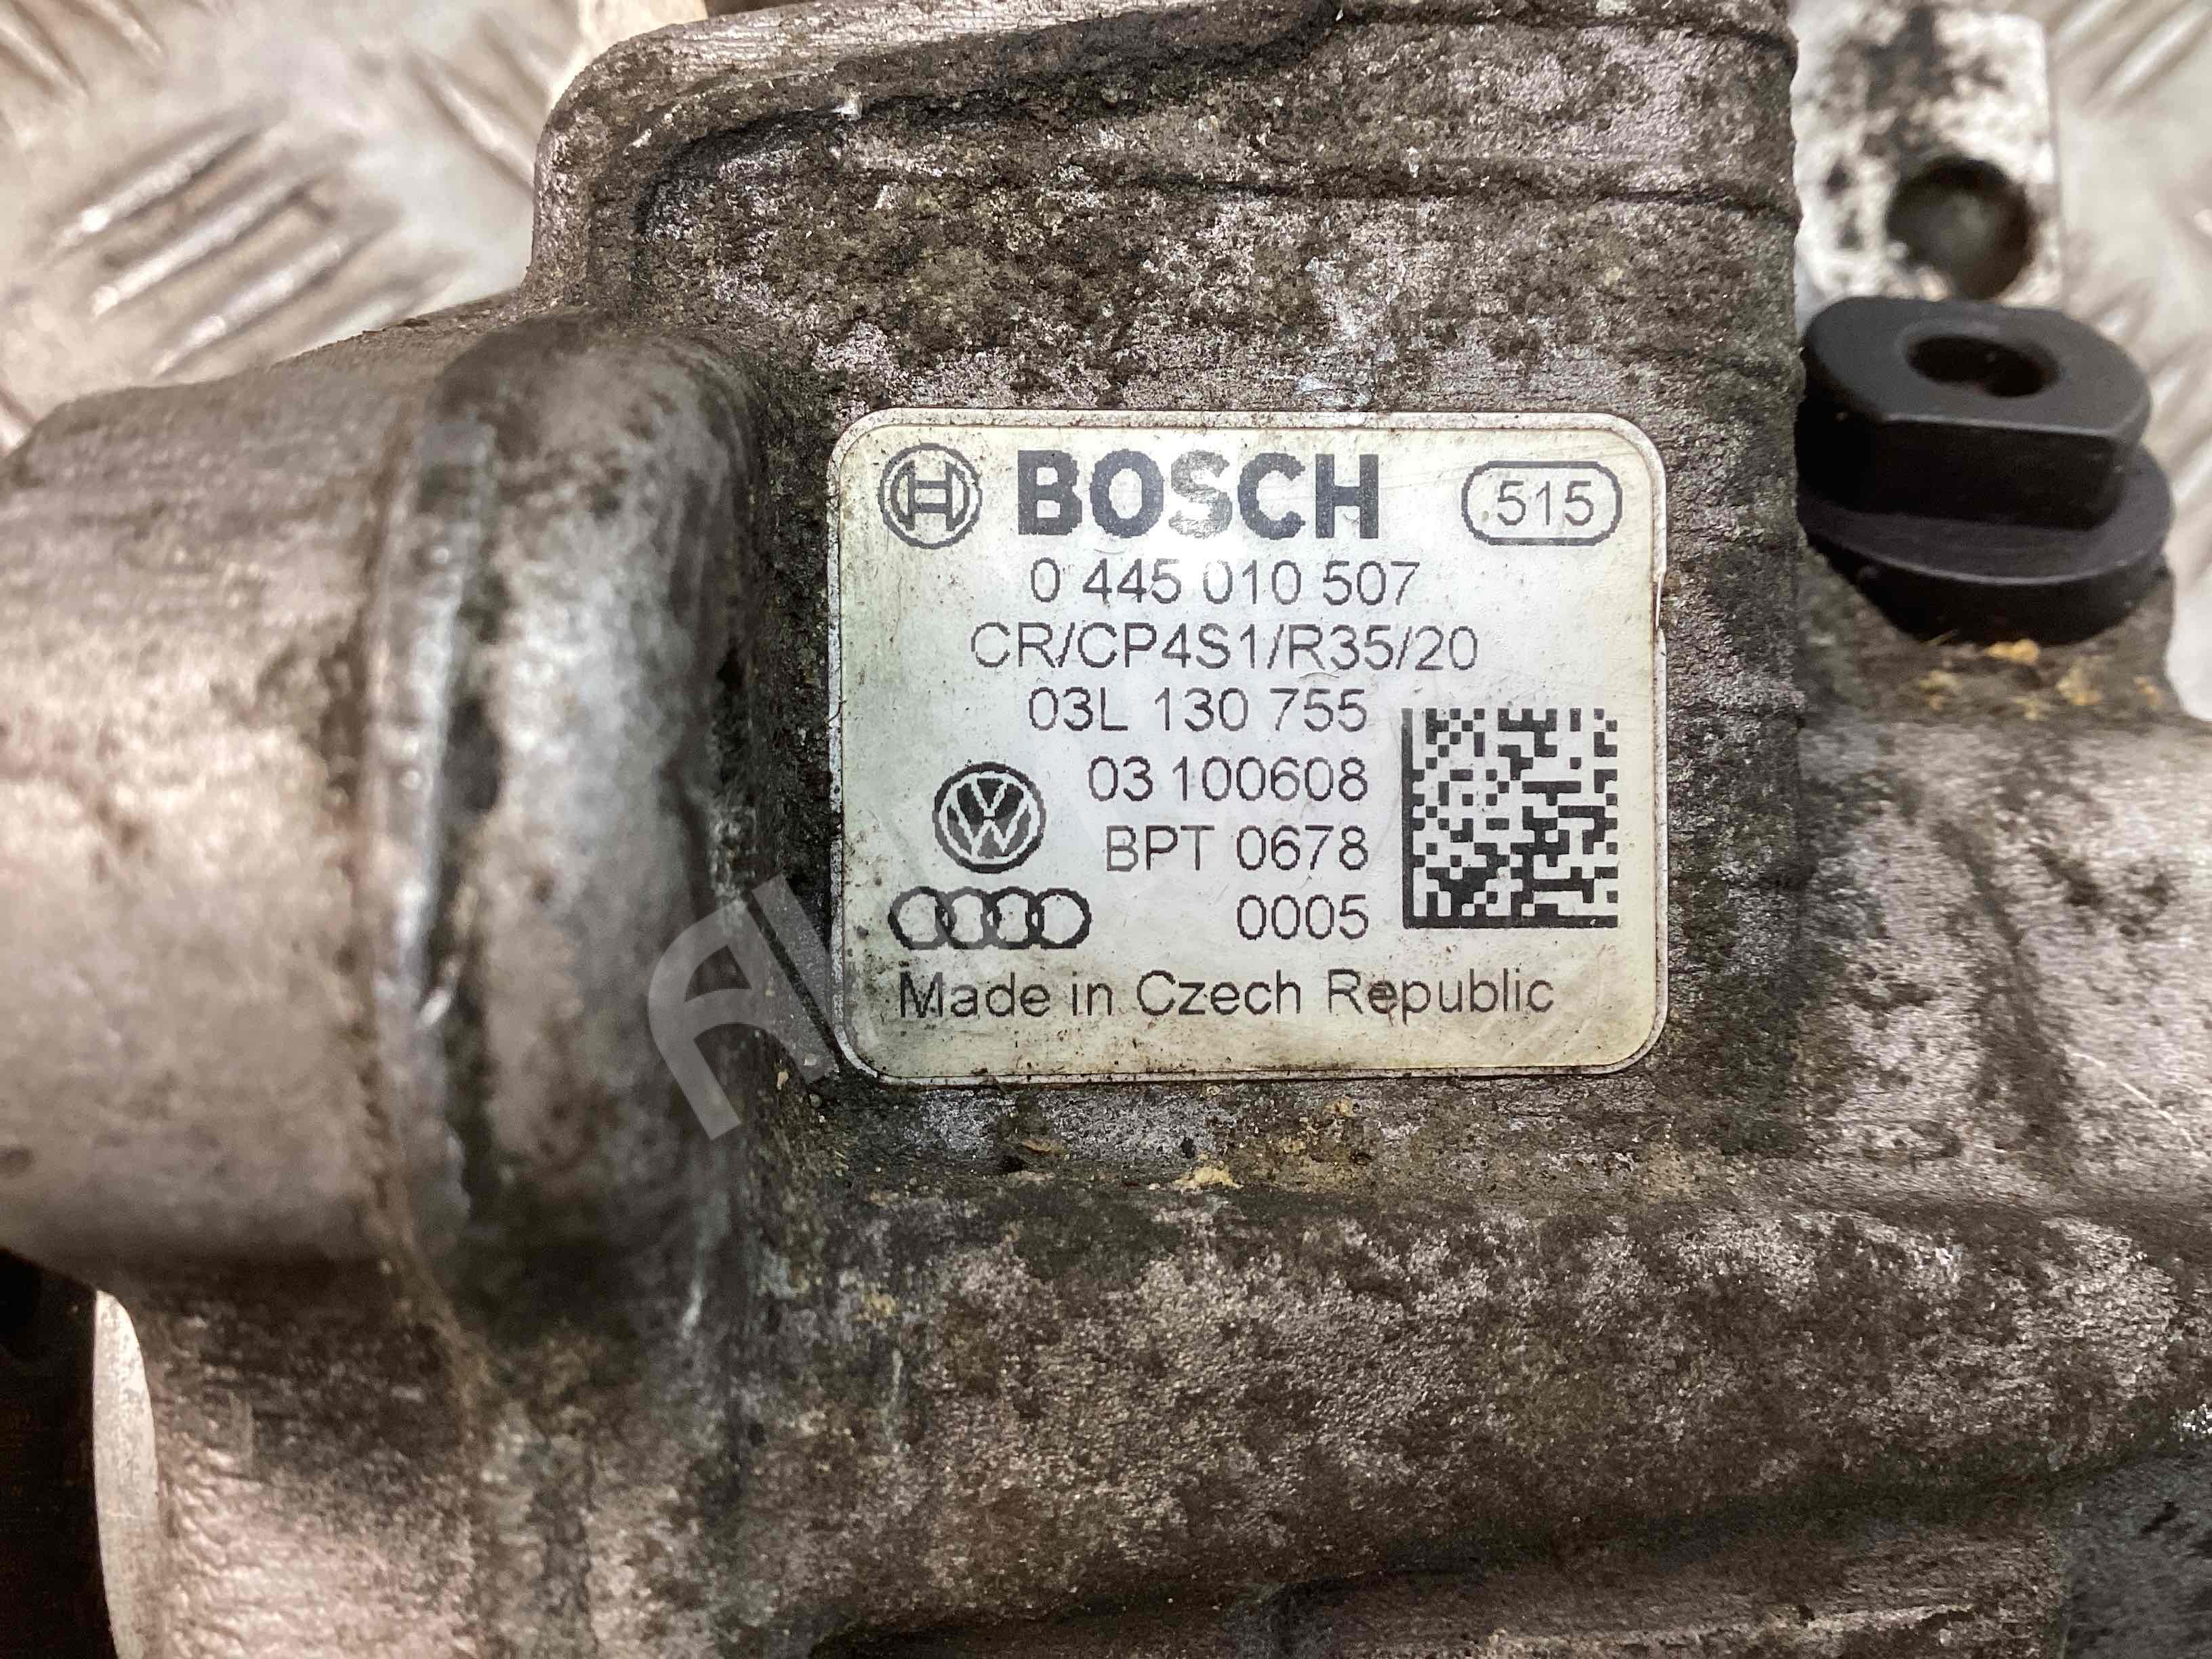 BOSCH 515
0 445 010 507
CR/CP4S1/R35/20
03L 130 755
03 100608
BPT 0678
0005
Made in Czech Republic